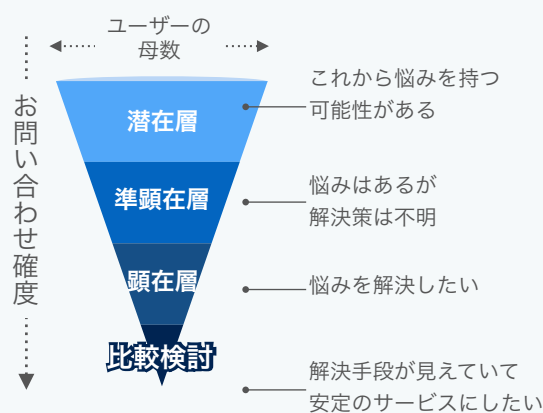 ユーザーの
母数
お問い合わせ確度
潜在層
これから悩みを持つ
可能性がある
準顕在層
悩みはあるが
解決策は不明
顕在層
悩みを解決したい
比較検討
解決手段が見えていて
安定のサービスにしたい